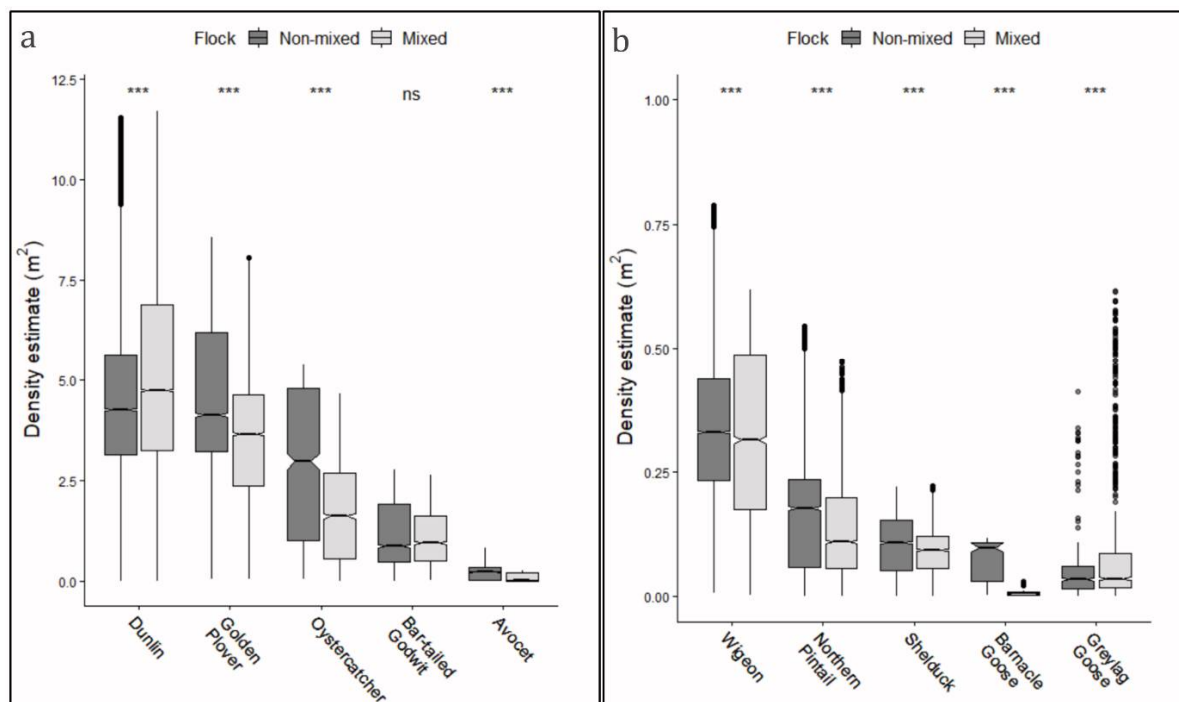 a
Flock Non-mixed Mixed
12.5
10.0
7.5
5.0
2.5
0.0
Density estimate (m²)
*** *** *** ns ***
Dunlin
Golden
Plover
Oystercatcher
Bar-tailed
Godwit
Avocet
b
Flock Non-mixed Mixed
1.00
0.75
0.50
0.25
0.00
Density estimate (m²)
*** *** *** *** ***
Wigeon
Northern
Pintail
Shelduck
Barnacle
Goose
Greylag
Goose